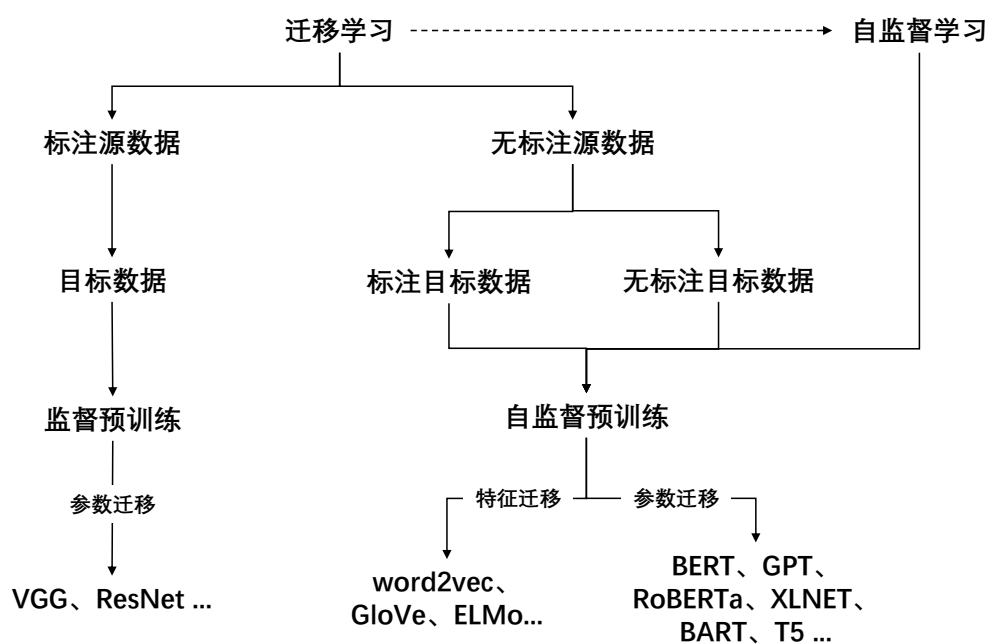 迁移学习
自监督学习
标注源数据
无标注源数据
目标数据
标注目标数据
无标注目标数据
监督预训练
自监督预训练
参数迁移
特征迁移
参数迁移
VGG、ResNet ...
word2vec、
GloVe、ELMo...
BERT、GPT、
RoBERTa、XLNET、
BART、T5 ...